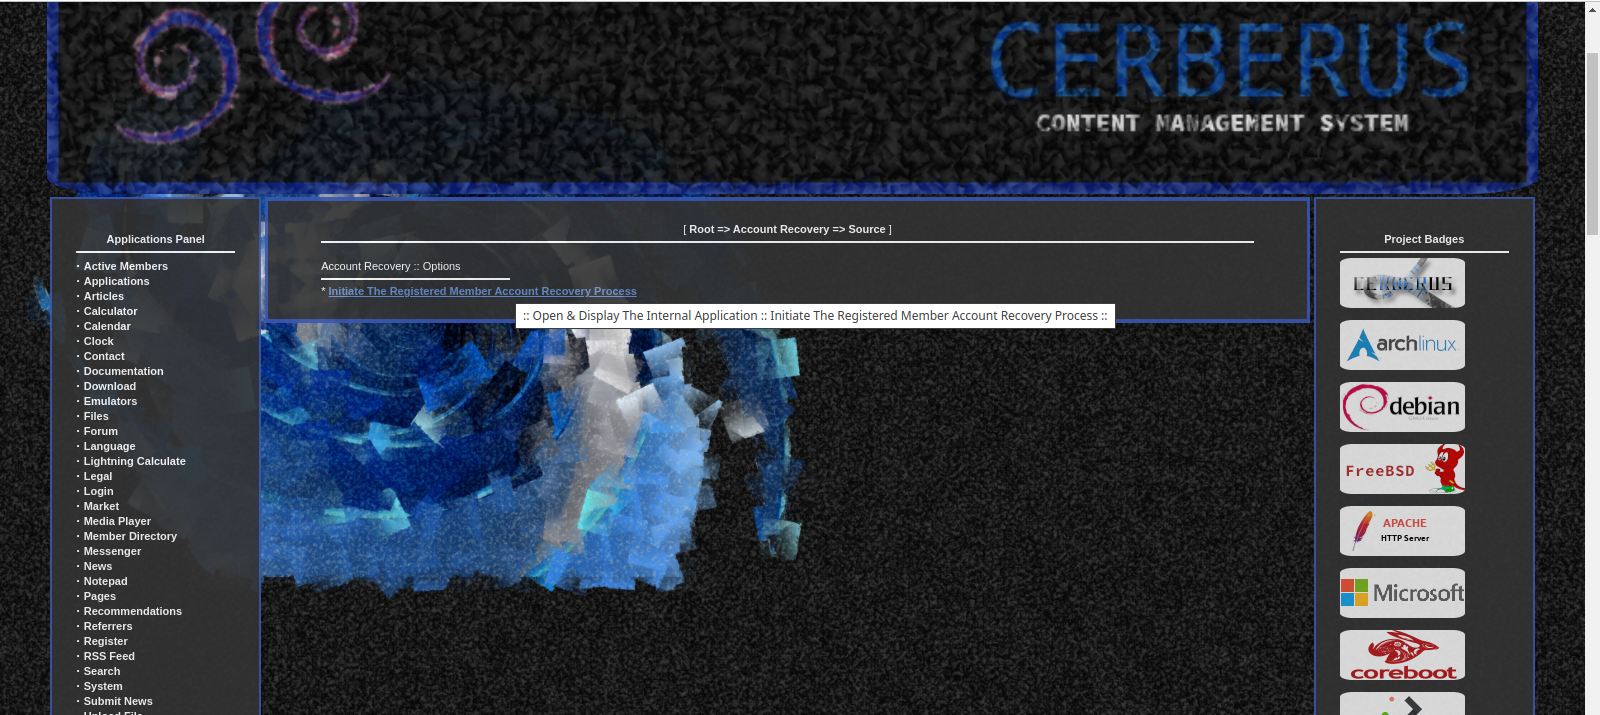 CERBERUS
CONTENT MANAGEMENT SYSTEM
Applications Panel
· Active Members
· Applications
· Articles
· Calculator
· Calendar
· Clock
· Contact
· Documentation
· Download
· Emulators
· Files
· Forum
· Language
· Lightning Calculate
· Legal
· Login
· Market
· Media Player
· Member Directory
· Messenger
· News
· Notepad
· Pages
· Recommendations
· Referrers
· Register
· RSS Feed
· Search
· System
· Submit News
· Upload File
[ Root => Account Recovery => Source ]
Account Recovery :: Options
* Initiate The Registered Member Account Recovery Process
:: Open & Display The Internal Application :: Initiate The Registered Member Account Recovery Process ::
Project Badges
CERBERUS
archlinux
debian
FreeBSD
APACHE
HTTP Server
Microsoft
coreboot